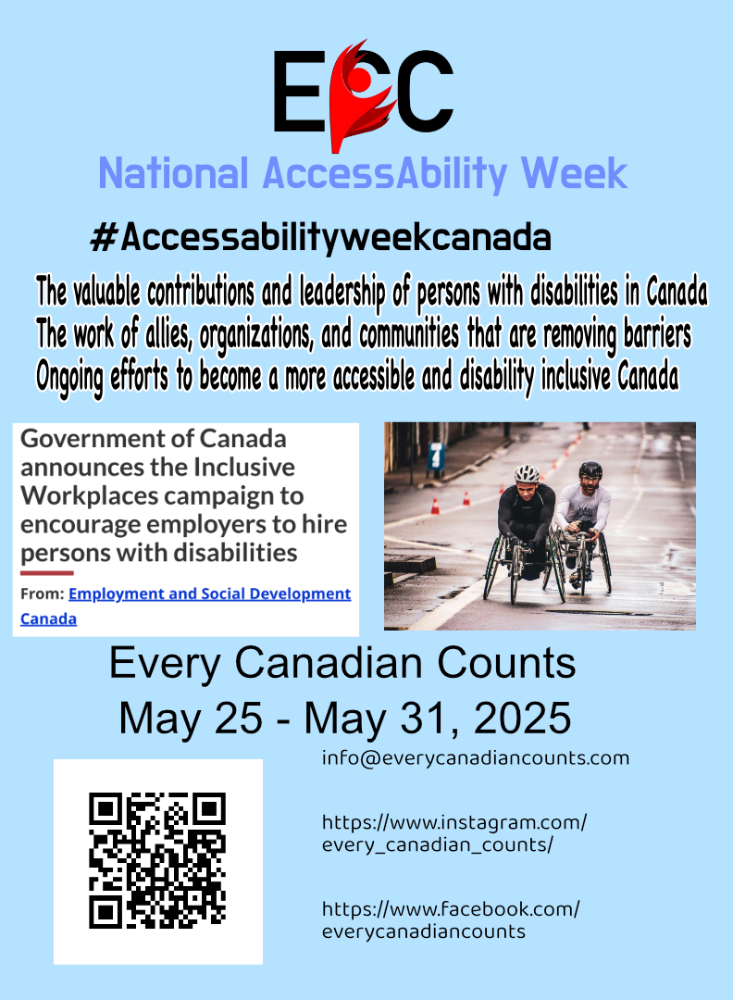 ECC
National AccessAbility Week
#Accessabilityweekcanada
The valuable contributions and leadership of persons with disabilities in Canada
The work of allies, organizations, and communities that are removing barriers
Ongoing efforts to become a more accessible and disability inclusive Canada
Government of Canada
announces the Inclusive
Workplaces campaign to
encourage employers to hire
persons with disabilities
From: Employment and Social Development
Canada
Every Canadian Counts
May 25 - May 31, 2025
info@everycanadiancounts.com
https://www.instagram.com/
every_canadian_counts/
https://www.facebook.com/
everycanadiancounts